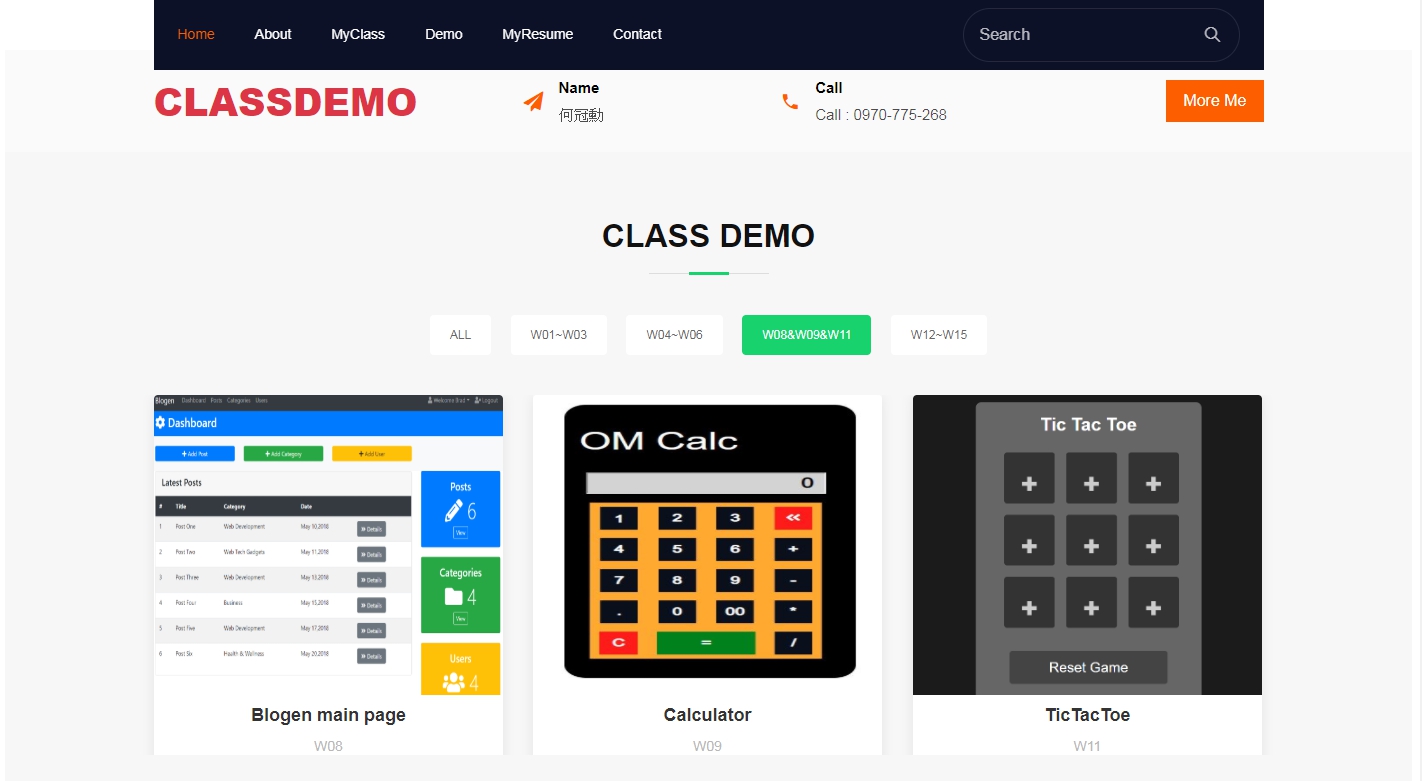 Home About MyClass Demo MyResume Contact Search
CLASSDEMO
Name
何冠勳
Call
Call : 0970-775-268
More Me
CLASS DEMO
ALL W01~W03 W04~W06 W08&W09&W11 W12~W15
Blogen Dashboard Posts Categories Users Welcome Brad Logout
Dashboard
Add Post Add Category Add User
Latest Posts
# Title Category Date
1 Post One Web Development May 10,2018 Details
2 Post Two Web Tech Gadgets May 11,2018 Details
3 Post Three Web Development May 13,2018 Details
4 Post Four Business May 15,2018 Details
5 Post Five Web Development May 17,2018 Details
6 Post Six Health & Wellness May 20,2018 Details
Posts
6
View
Categories
4
View
Users
4
Blogen main page
W08
OM Calc
0
1 2 3 «
4 5 6 +
7 8 9 -
. 0 00 *
C = /
Calculator
W09
Tic Tac Toe
+ + +
+ + +
+ + +
Reset Game
TicTacToe
W11